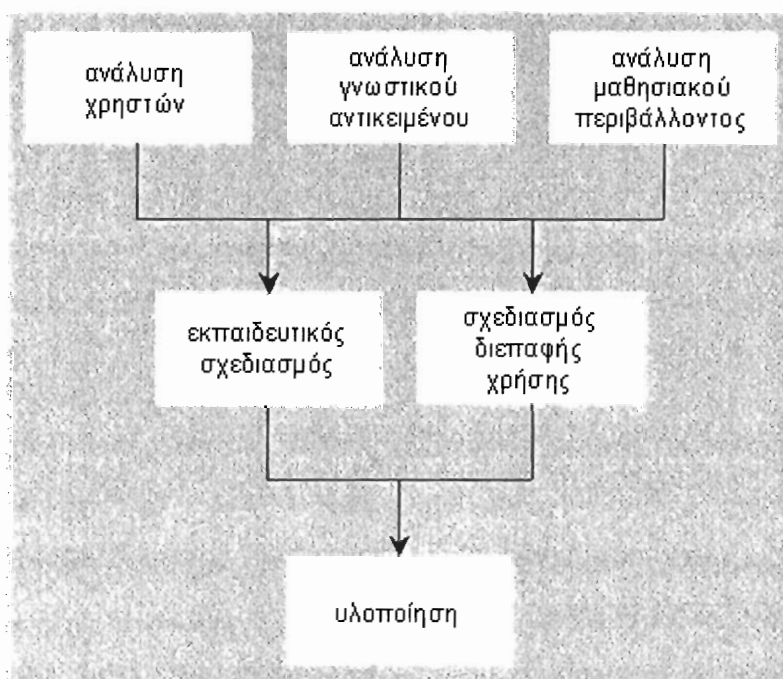 ανάλυση
χρηστών
ανάλυση
γνωστικού
αντικειμένου
ανάλυση
μαθησιακού
περιβάλλοντος
εκπαιδευτικός
σχεδιασμός
σχεδιασμός
διεπαφής
χρήσης
υλοποίηση